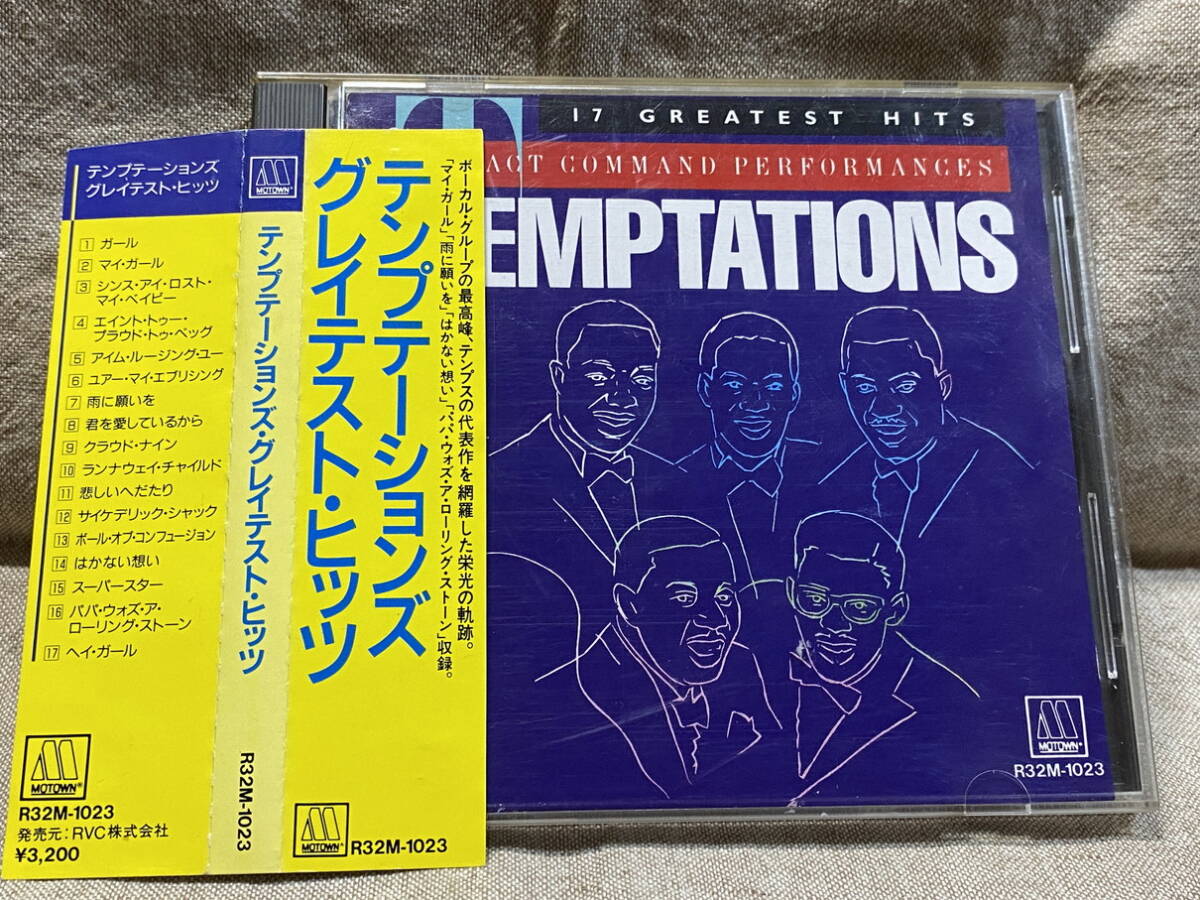 テンプテーションズ
グレイテスト・ヒッツ
1 ガール
2 マイ・ガール
3 シンス・アイ・ロスト・
マイ・ベイビー
4 エイント・トゥー・
プラウド・トゥ・ベッグ
5 アイム・ルージング・ユー
6 ユアー・マイ・エブリシング
7 雨に願いを
8 君を愛しているから
9 クラウド・ナイン
10 ランナウェイ・チャイルド
11 悲しいへだたり
12 サイケデリック・シャック
13 ボール・オブ・コンフュージョン
14 はかない想い
15 スーパースター
16 パパ・ウォズ・ア・
ローリング・ストーン
17 ヘイ・ガール
MOTOWN®
R32M-1023
発売元:RVC株式会社
¥3,200
MOTOWN
テンプテーションズ・グレイテスト・ヒッツ
R32M-1023
ボーカル・グループの最高峰、テンプスの代表作を網羅した栄光の軌跡。
「マイ・ガール」「雨に願いを」「はかない想い」「パパ・ウォズ・ア・ローリング・ストーン」収録。
テンプテーションズ
グレイテスト・ヒッツ
MOTOWN®
R32M-1023
17 GREATEST HITS
ACT COMMAND PERFORMANCES
EMPTATIONS
MOTOWN®
R32M-1023